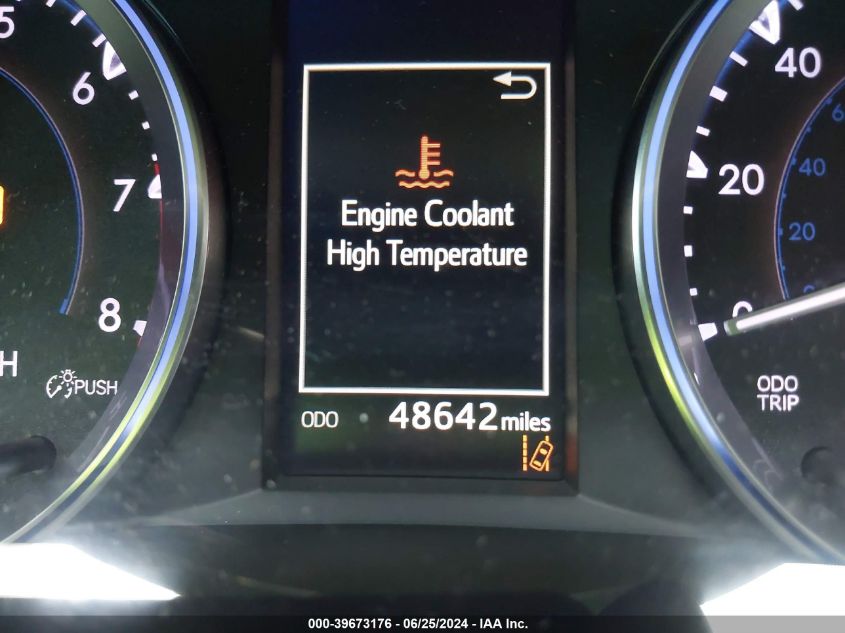 5
6
7
8
H
PUSH
Engine Coolant
High Temperature
ODO 48642 miles
40
20
0
6
40
20
ODO
TRIP
000-39673176 - 06/25/2024 - IAA Inc.